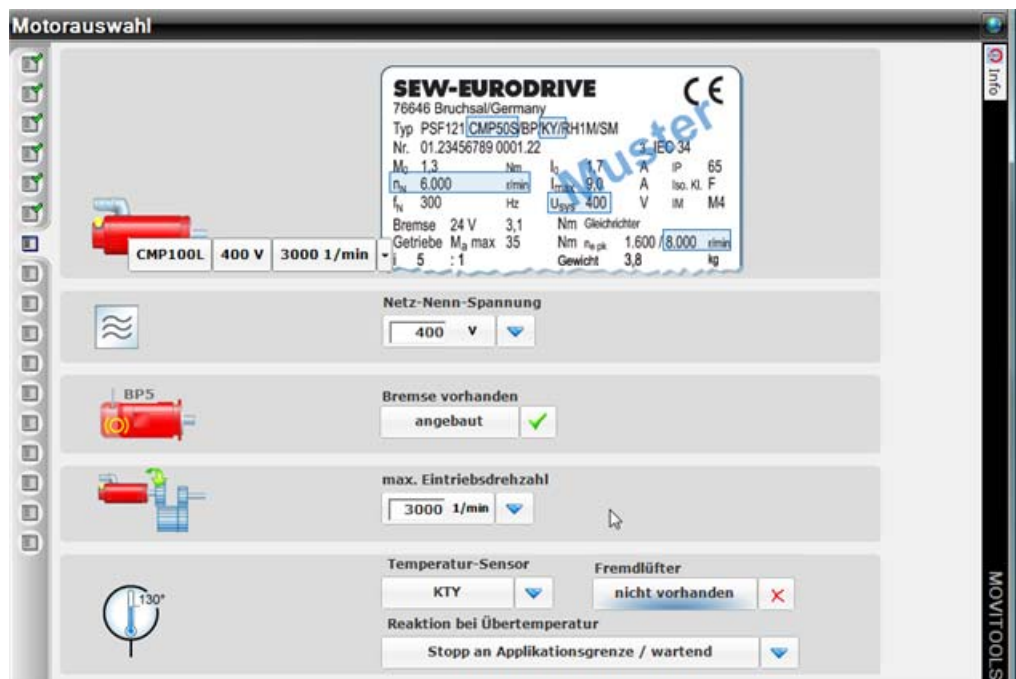 Motorauswahl
Info
SEW-EURODRIVE CE
76646 Bruchsal/Germany
Typ PSF121 CMP50S/BP/KY/RH1M/SM
Nr. 01.23456789 0001.22 3 IEC 34
M0 1,3 Nm I0 1,7 A IP 65
nN 6.000 r/min Imax 9,0 A Iso. Kl. F
fN 300 Hz Usys 400 V IM M4
Bremse 24 V 3,1 Nm Gleichrichter
Getriebe Ma max 35 Nm ne pk 1.600 / 8.000 r/min
i 5 :1 Gewicht 3,8 kg
Muster
CMP100L 400 V 3000 1/min
Netz-Nenn-Spannung
400 V
BP5
Bremse vorhanden
angebaut
max. Eintriebsdrehzahl
3000 1/min
Temperatur-Sensor Fremdlüfter
130°
KTY nicht vorhanden
Reaktion bei Übertemperatur
Stopp an Applikationsgrenze / wartend
MOVITOOLS